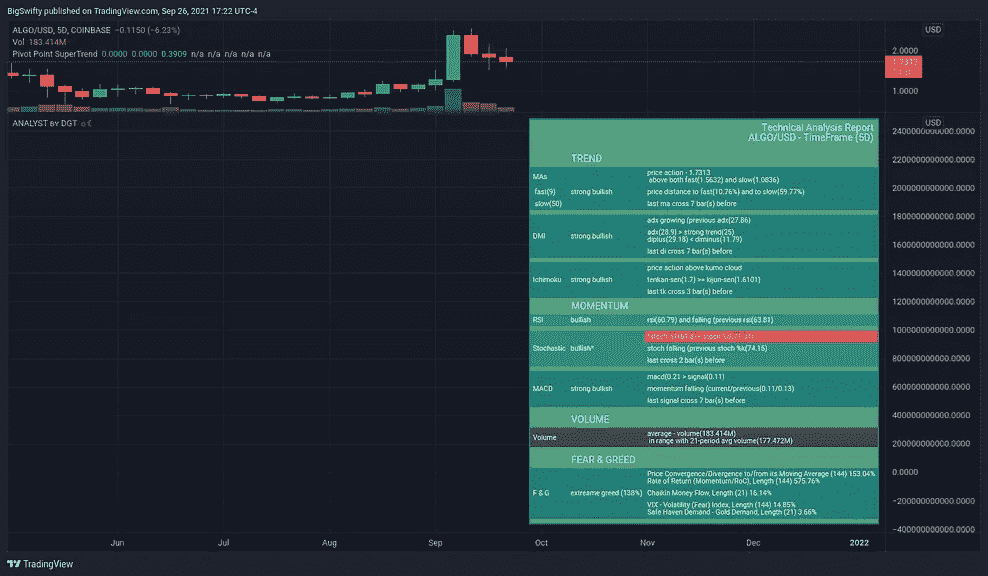 BigSwifty published on TradingView.com, Sep 26, 2021 17:22 UTC-4
ALGO/USD, 5D, COINBASE −0.1150 (−6.23%)
Vol 183.414M
Pivot Point SuperTrend 0.0000 0.0000 0.3909 n/a n/a n/a n/a n/a
USD
2.0000
1.7313
1.0000
ANALYST BY DGT
USD
Technical Analysis Report
ALGO/USD - TimeFrame (5D)
TREND
MAs
fast(9)
slow(50)
strong bullish
price action - 1.7313
above both fast(1.5632) and slow(1.0836)
price distance to fast(10.76%) and to slow(59.77%)
last ma cross 7 bar(s) before
DMI strong bullish
adx growing (previous adx(27.86)
adx(28.9) > strong trend(25)
diplus(29.18) < diminus(11.79)
last di cross 7 bar(s) before
Ichimoku strong bullish
price action above kumo cloud
tenkan-sen(1.7) >= kijun-sen(1.6101)
last tk cross 3 bar(s) before
MOMENTUM
RSI bullish rsi(60.79) and falling (previous rsi(63.81)
Stochastic bullish*
stoch falling (previous stoch %k(74.15)
last cross 2 bar(s) before
MACD strong bullish
macd(0.21 > signal(0.11)
momentum falling (current/previous(0.11/0.13)
last signal cross 7 bar(s) before
VOLUME
Volume
average - volume(183.414M)
in range with 21-period avg volume(177.472M)
FEAR & GREED
F & G extreame greed (138%)
Price Convergence/Divergence to/from its Moving Average (144) 153.04%
Rate of Return (Momentum/RoC), Length (144) 575.76%
Chaikin Money Flow, Length (21) 16.14%
VIX - Volatility (Fear) Index, Length (144) 14.85%
Safe Haven Demand - Gold Demand, Length (21) 3.66%
2400000000000.0000
2200000000000.0000
2000000000000.0000
1800000000000.0000
1600000000000.0000
1400000000000.0000
1200000000000.0000
1000000000000.0000
800000000000.0000
600000000000.0000
400000000000.0000
200000000000.0000
0.0000
−200000000000.0000
−400000000000.0000
Jun Jul Aug Sep Oct Nov Dec 2022
TradingView